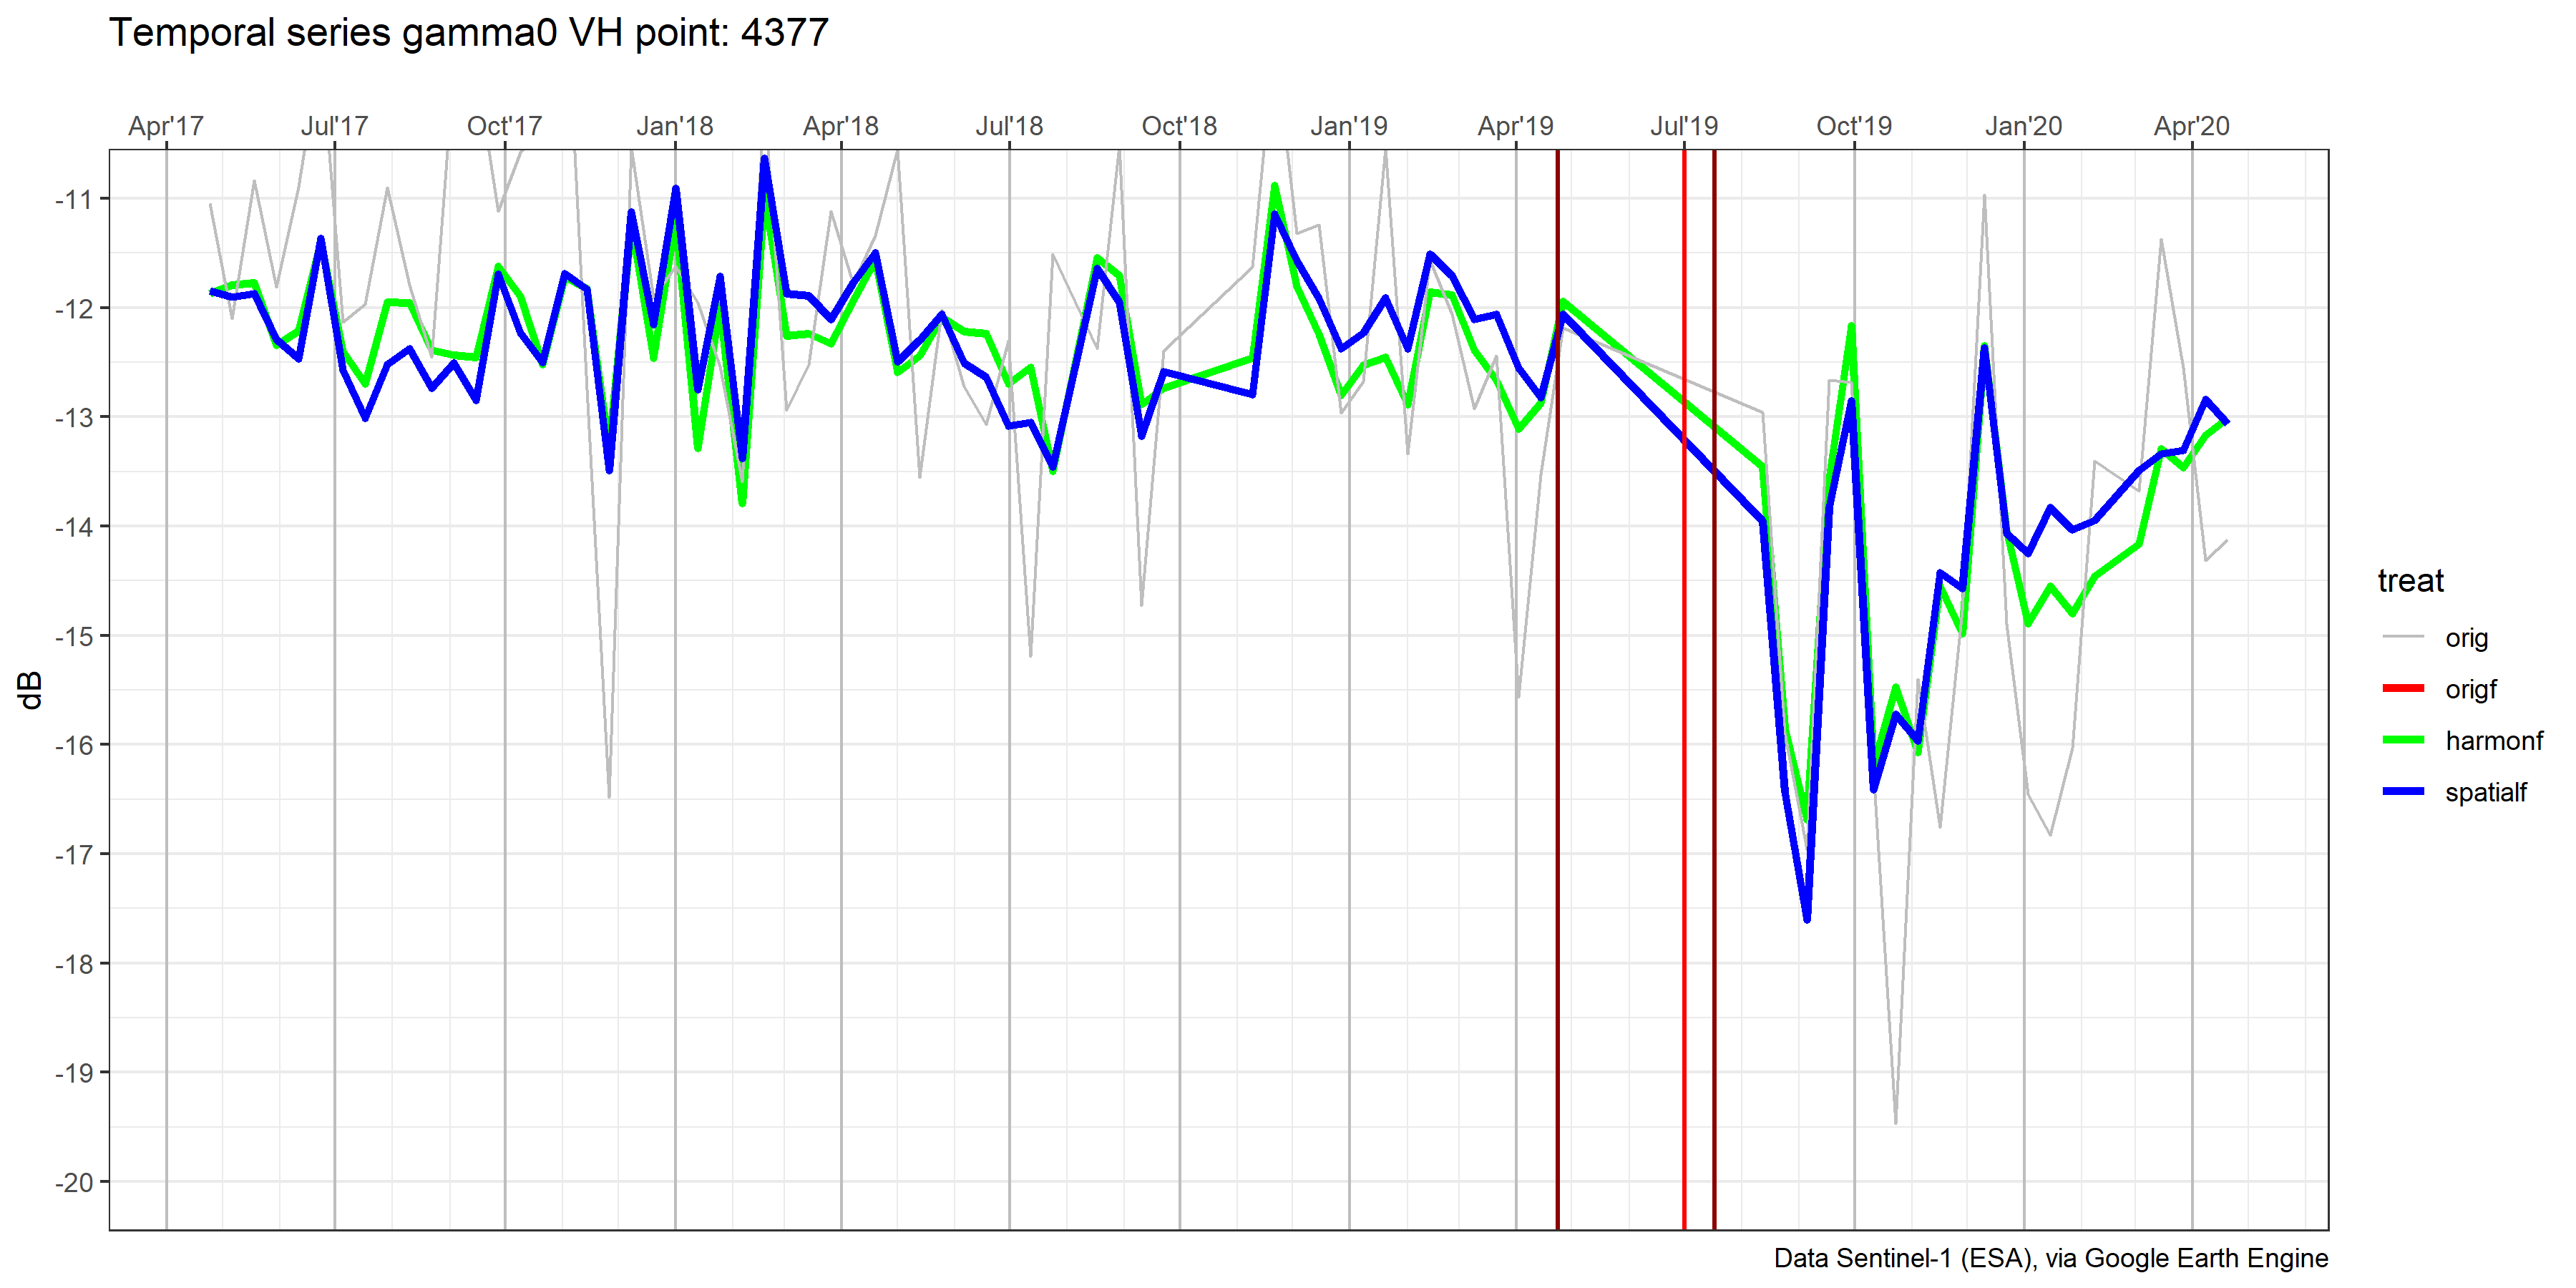 Temporal series gamma0 VH point: 4377
Apr'17 Jul'17 Oct'17 Jan'18 Apr'18 Jul'18 Oct'18 Jan'19 Apr'19 Jul'19 Oct'19 Jan'20 Apr'20
-11
-12
-13
-14
-15
-16
-17
-18
-19
-20
dB
treat
orig
origf
harmonf
spatialf
Data Sentinel-1 (ESA), via Google Earth Engine